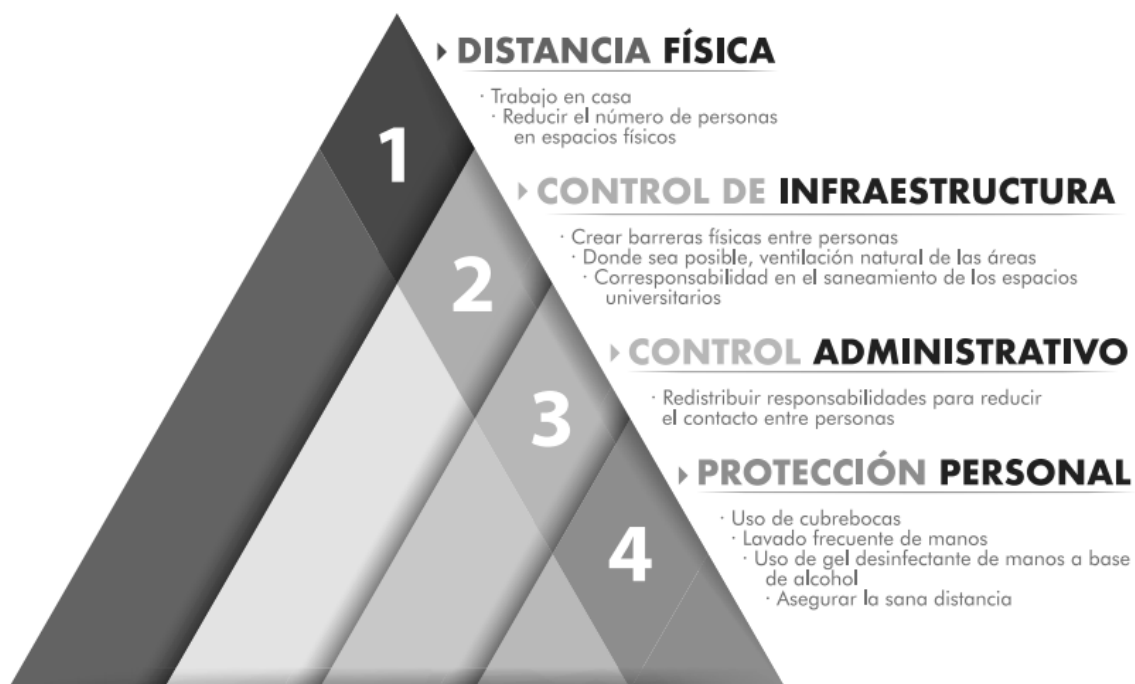 1
DISTANCIA FÍSICA
· Trabajo en casa
· Reducir el número de personas
en espacios físicos
2
CONTROL DE INFRAESTRUCTURA
· Crear barreras físicas entre personas
· Donde sea posible, ventilación natural de las áreas
· Corresponsabilidad en el saneamiento de los espacios
universitarios
3
CONTROL ADMINISTRATIVO
· Redistribuir responsabilidades para reducir
el contacto entre personas
4
PROTECCIÓN PERSONAL
· Uso de cubrebocas
· Lavado frecuente de manos
· Uso de gel desinfectante de manos a base
de alcohol
· Asegurar la sana distancia